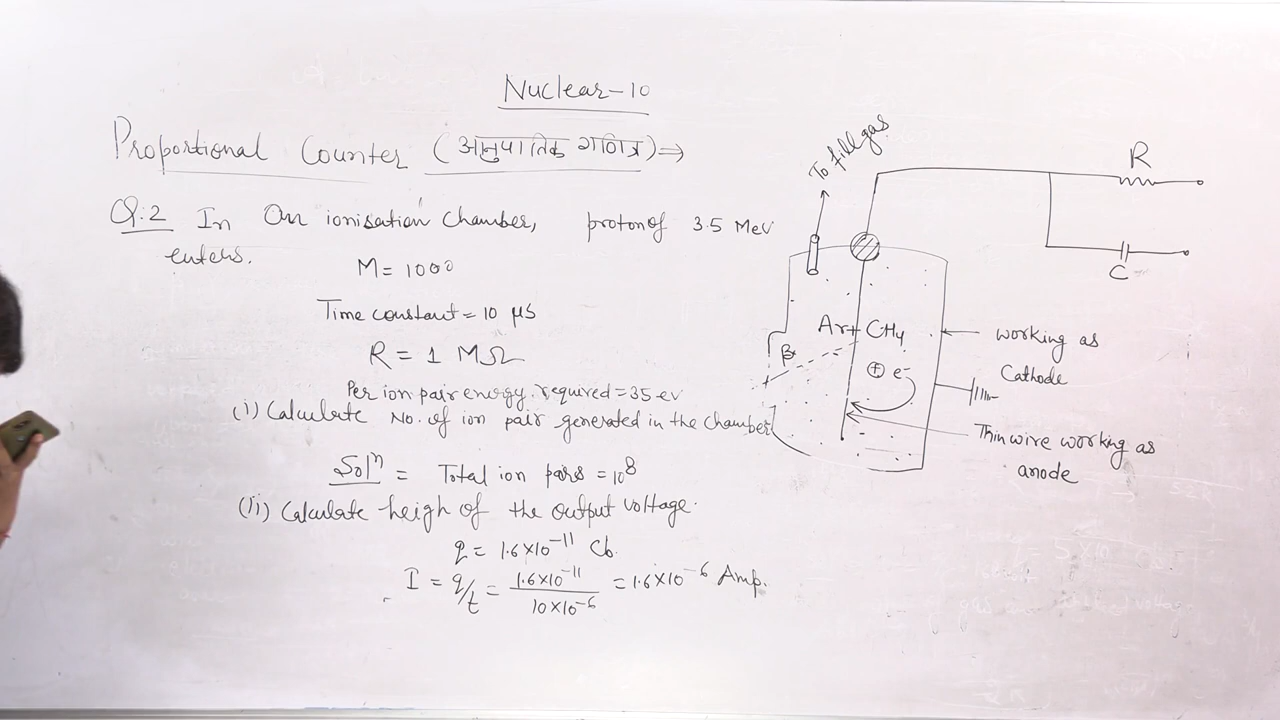 Nuclear-10
Proportional Counter (आनुपातिक गणित्र) ⇒
Q:2 In an ionisation chamber, proton of 3.5 MeV
enters.
M = 1000
Time constant = 10 μs
R = 1 MΩ
Per ion pair energy required = 35 ev
(i) Calculate No. of ion pair generated in the chamber
Solⁿ = Total ion pars = 10⁸
(ii) Calculate heigh of the output voltage.
q = 1.6×10⁻¹¹ Cb.
I = q/t = 1.6×10⁻¹¹ / 10×10⁻⁶ = 1.6×10⁻⁶ Amp.
To fill gas
R
C
Ar+ CH4
β
⊕ e⁻
working as
Cathode
Thin wire working as
anode